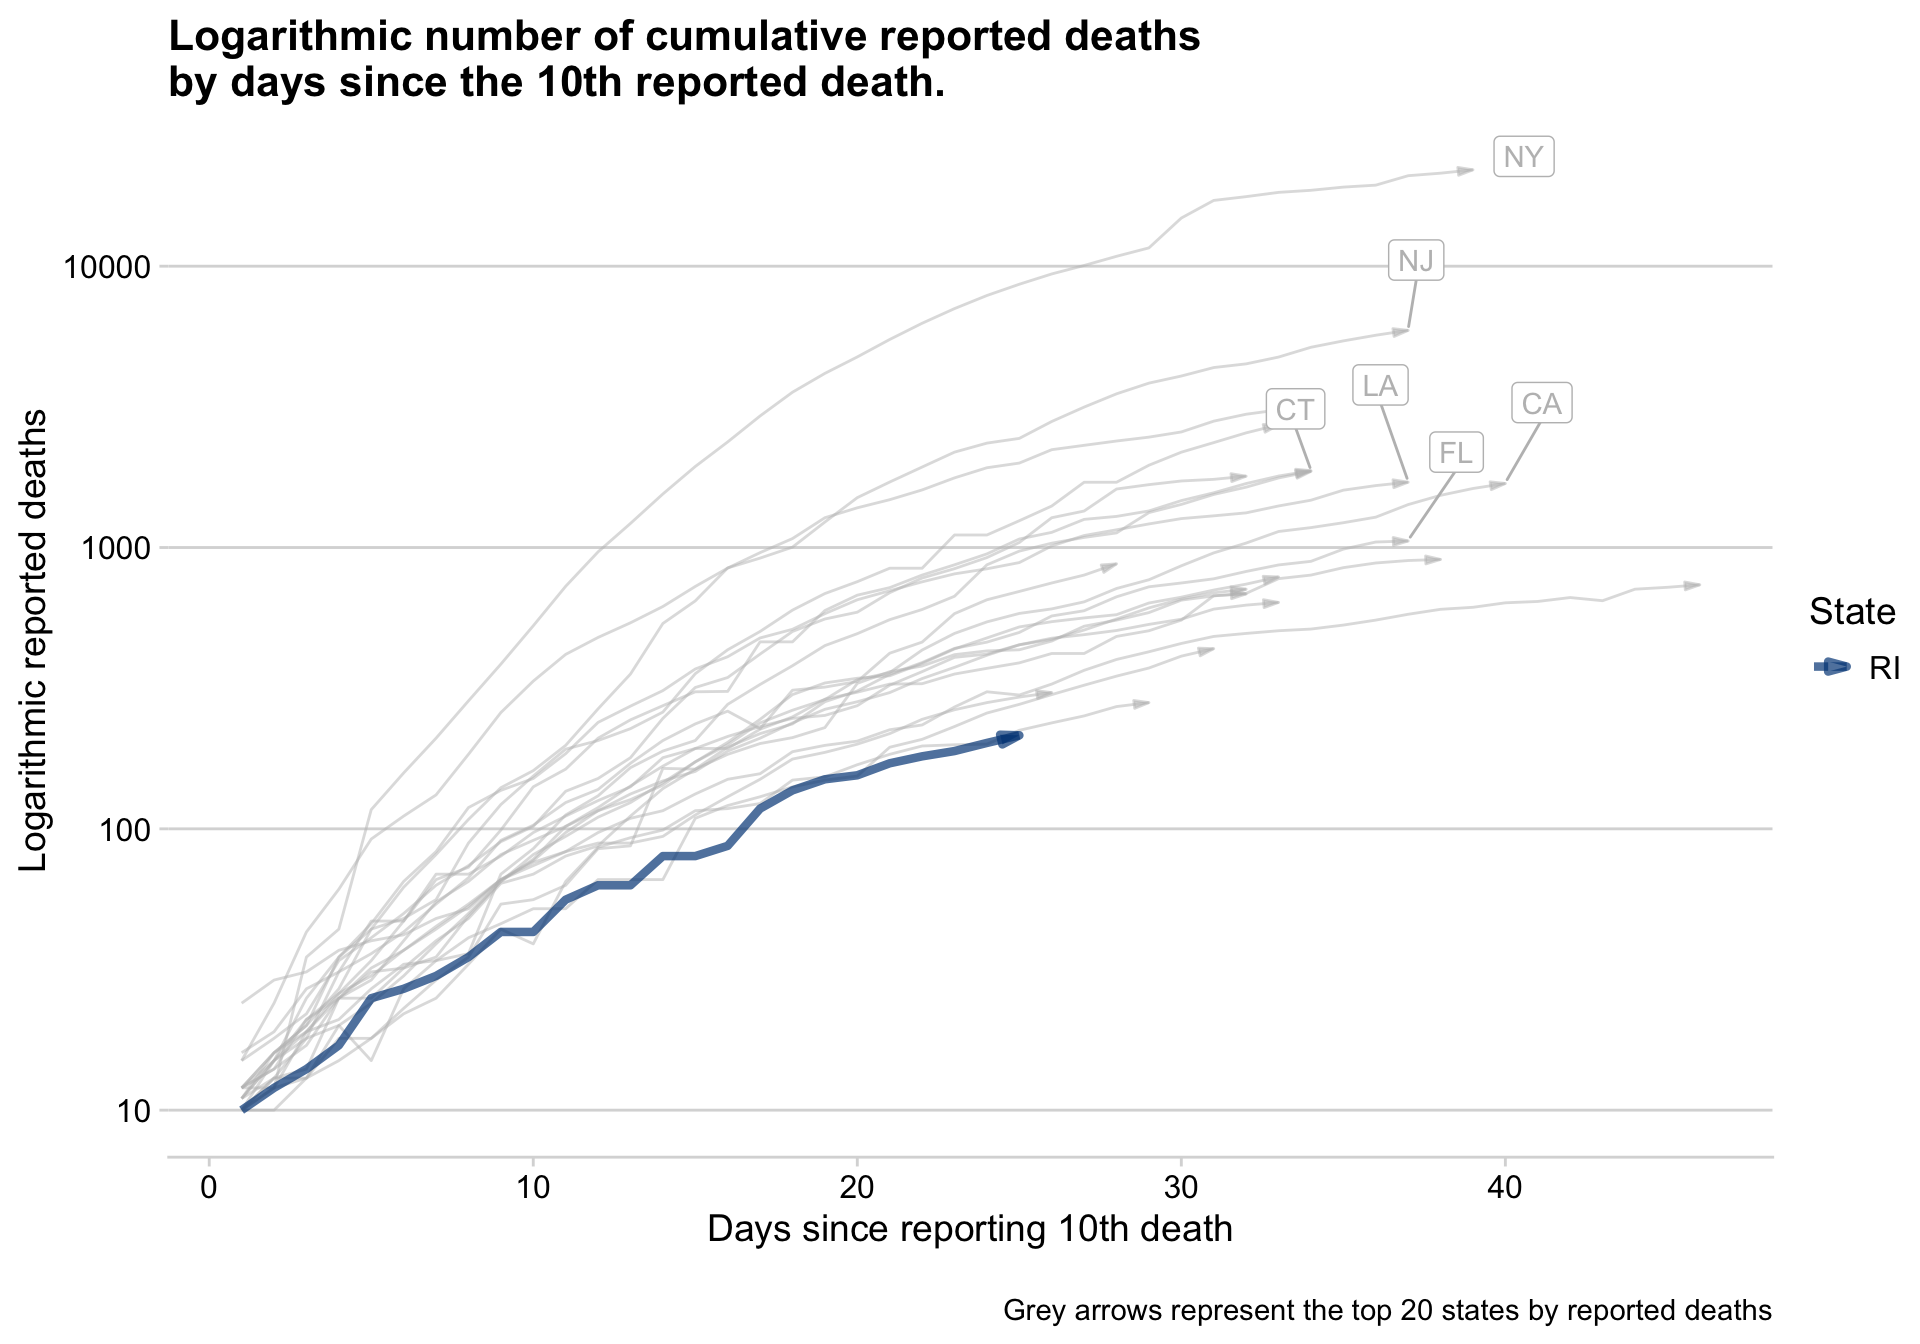 Logarithmic number of cumulative reported deaths
by days since the 10th reported death.
NY
NJ
LA
CA
CT
FL
10000
1000
100
10
Logarithmic reported deaths
State
RI
0
10
20
30
40
Days since reporting 10th death
Grey arrows represent the top 20 states by reported deaths